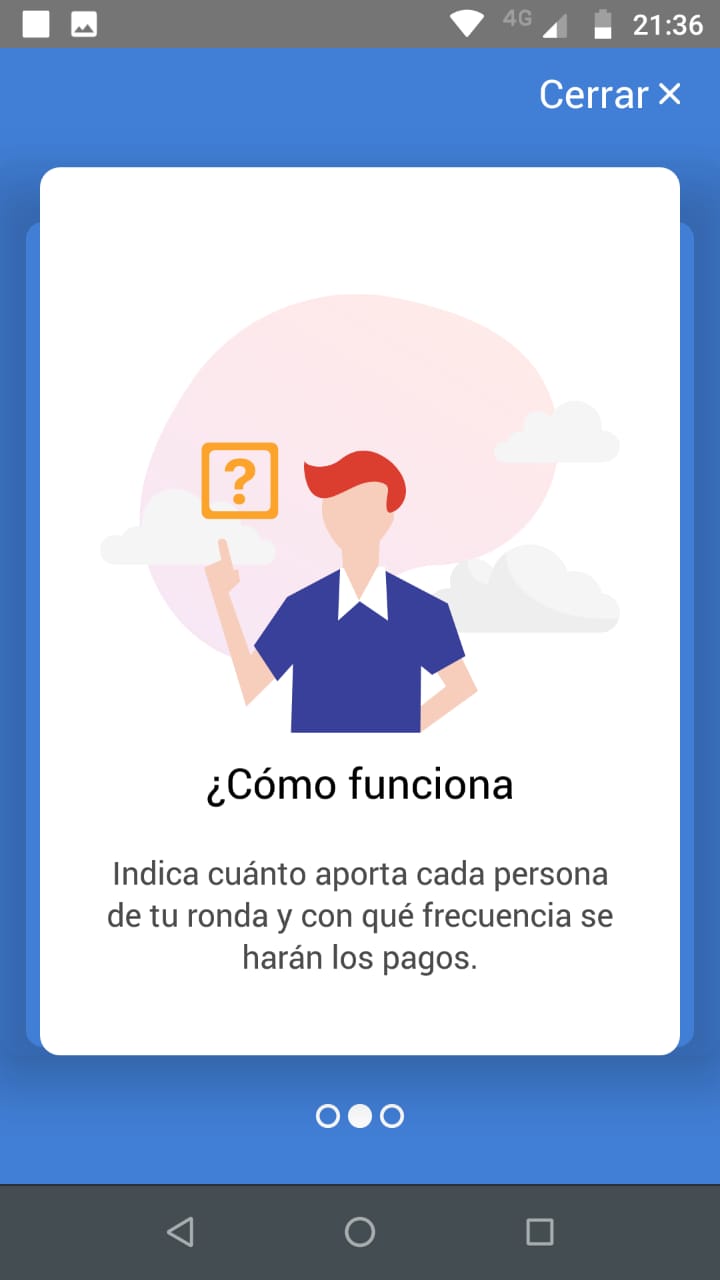 4G 21:36
Cerrar ×
?
¿Cómo funciona
Indica cuánto aporta cada persona
de tu ronda y con qué frecuencia se
harán los pagos.